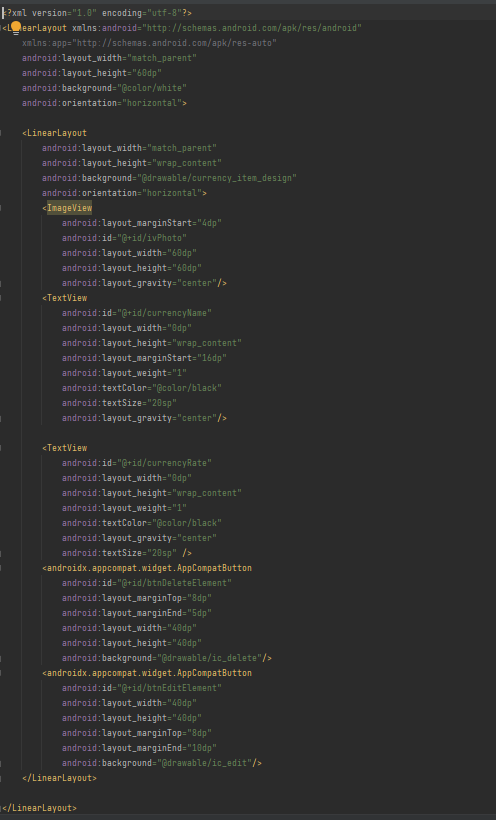 <?xml version="1.0" encoding="utf-8"?>
<LinearLayout xmlns:android="http://schemas.android.com/apk/res/android"
    xmlns:app="http://schemas.android.com/apk/res-auto"
    android:layout_width="match_parent"
    android:layout_height="60dp"
    android:background="@color/white"
    android:orientation="horizontal">

    <LinearLayout
        android:layout_width="match_parent"
        android:layout_height="wrap_content"
        android:background="@drawable/currency_item_design"
        android:orientation="horizontal">
        <ImageView
            android:layout_marginStart="4dp"
            android:id="@+id/ivPhoto"
            android:layout_width="60dp"
            android:layout_height="60dp"
            android:layout_gravity="center"/>
        <TextView
            android:id="@+id/currencyName"
            android:layout_width="0dp"
            android:layout_height="wrap_content"
            android:layout_marginStart="16dp"
            android:layout_weight="1"
            android:textColor="@color/black"
            android:textSize="20sp"
            android:layout_gravity="center"/>

        <TextView
            android:id="@+id/currencyRate"
            android:layout_width="0dp"
            android:layout_height="wrap_content"
            android:layout_weight="1"
            android:textColor="@color/black"
            android:layout_gravity="center"
            android:textSize="20sp" />
        <androidx.appcompat.widget.AppCompatButton
            android:id="@+id/btnDeleteElement"
            android:layout_marginTop="8dp"
            android:layout_marginEnd="5dp"
            android:layout_width="40dp"
            android:layout_height="40dp"
            android:background="@drawable/ic_delete"/>
        <androidx.appcompat.widget.AppCompatButton
            android:id="@+id/btnEditElement"
            android:layout_width="40dp"
            android:layout_height="40dp"
            android:layout_marginTop="8dp"
            android:layout_marginEnd="10dp"
            android:background="@drawable/ic_edit"/>
    </LinearLayout>

</LinearLayout>